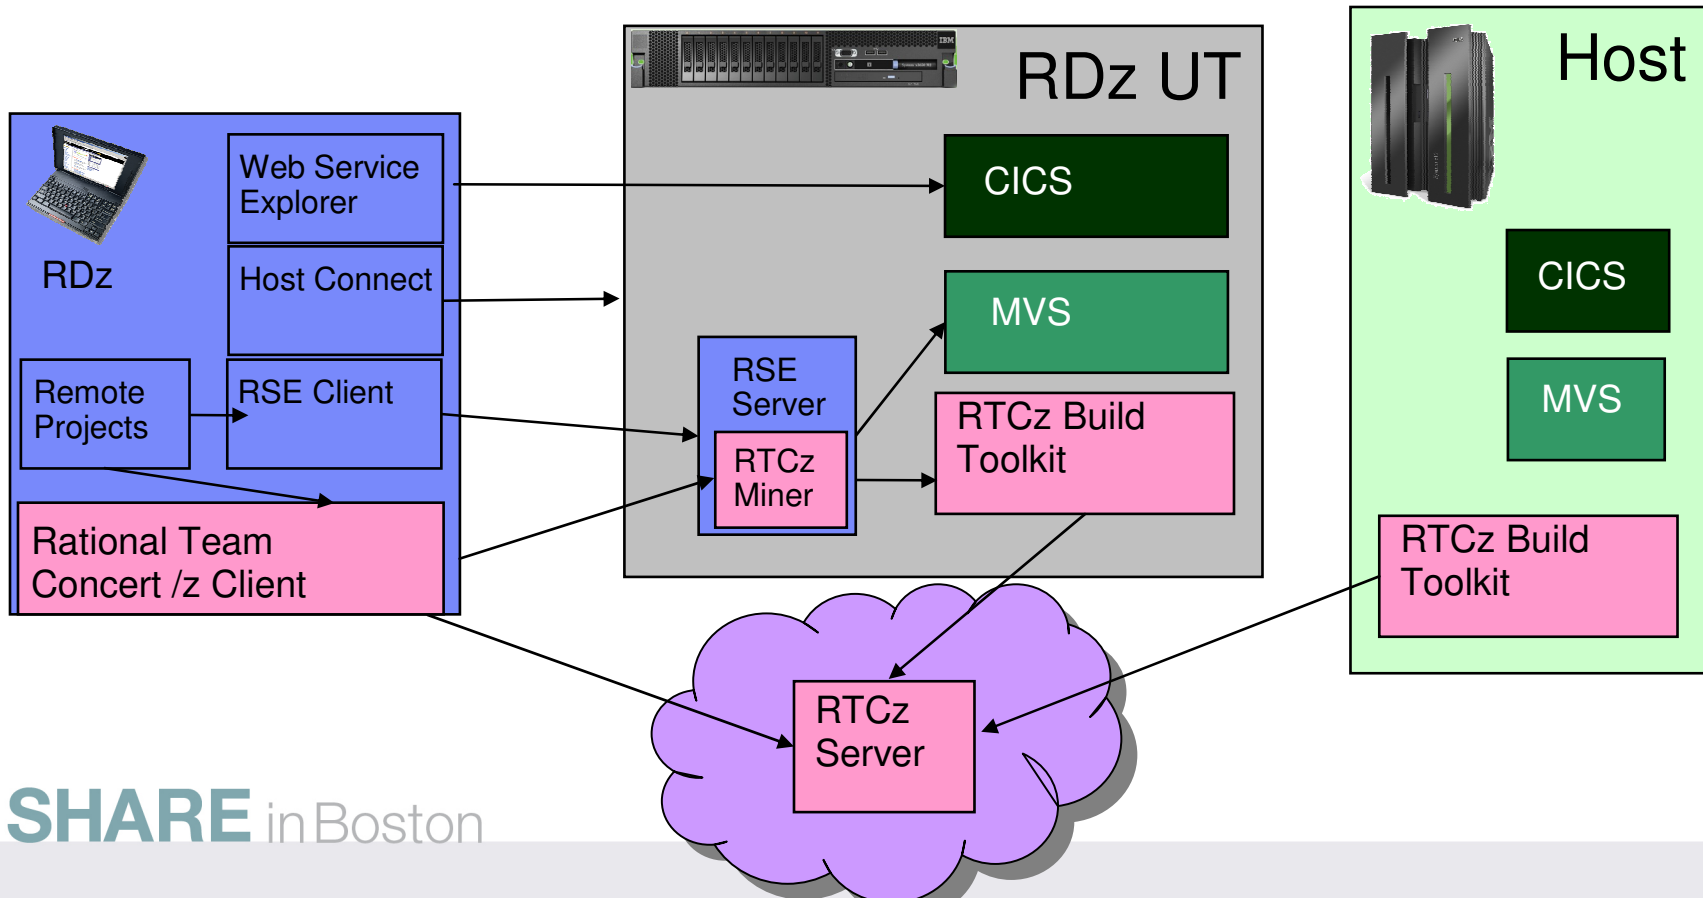 RDz UT
Host
IBM
Web Service
Explorer
CICS
RDz
Host Connect
MVS
CICS
Remote
Projects
RSE Client
RSE
Server
RTCz
Miner
RTCz Build
Toolkit
MVS
Rational Team
Concert /z Client
RTCz Build
Toolkit
RTCz
Server
SHARE in Boston